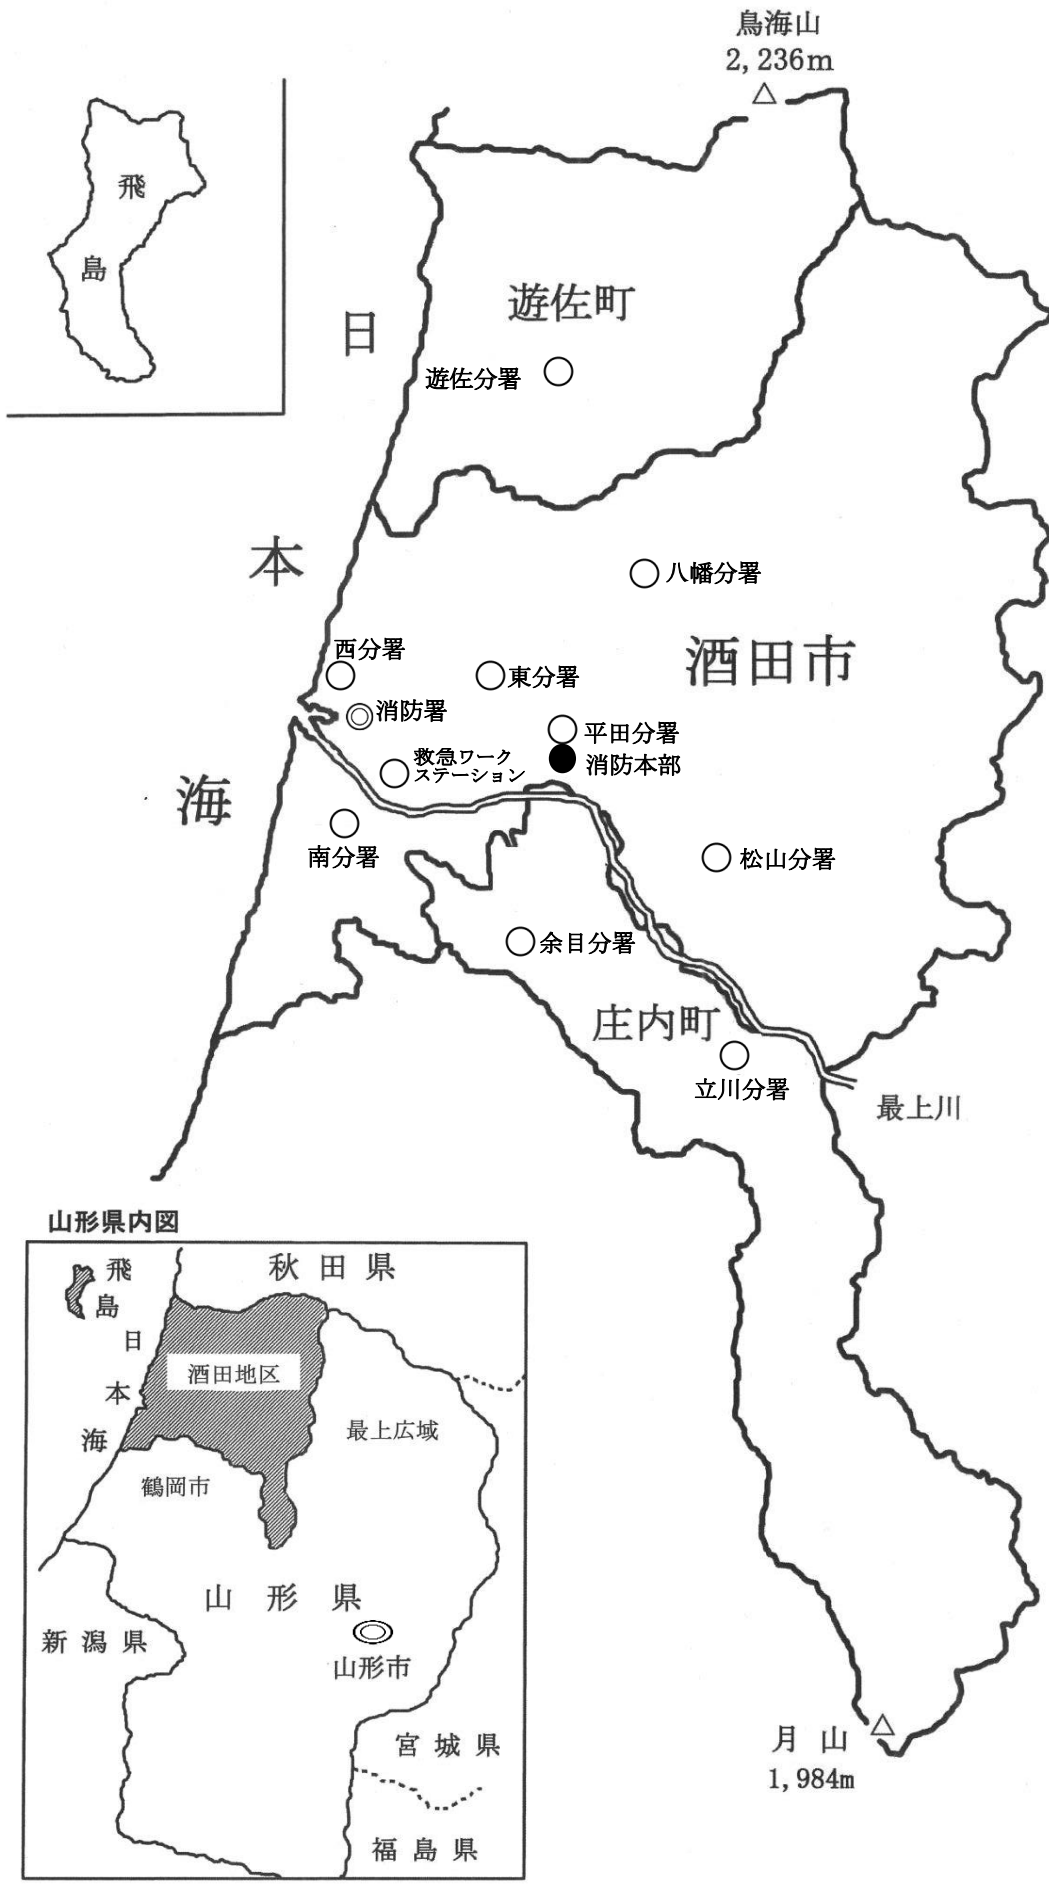 鳥海山
2,236m
飛
島
日
本
海
遊佐町
遊佐分署
八幡分署
酒田市
西分署
東分署
消防署
平田分署
消防本部
救急ワーク
ステーション
南分署
松山分署
余目分署
庄内町
立川分署
最上川
月山
1,984m
山形県内図
飛
島
秋田県
日
本
海
酒田地区
最上広域
鶴岡市
山形県
山形市
新潟県
宮城県
福島県